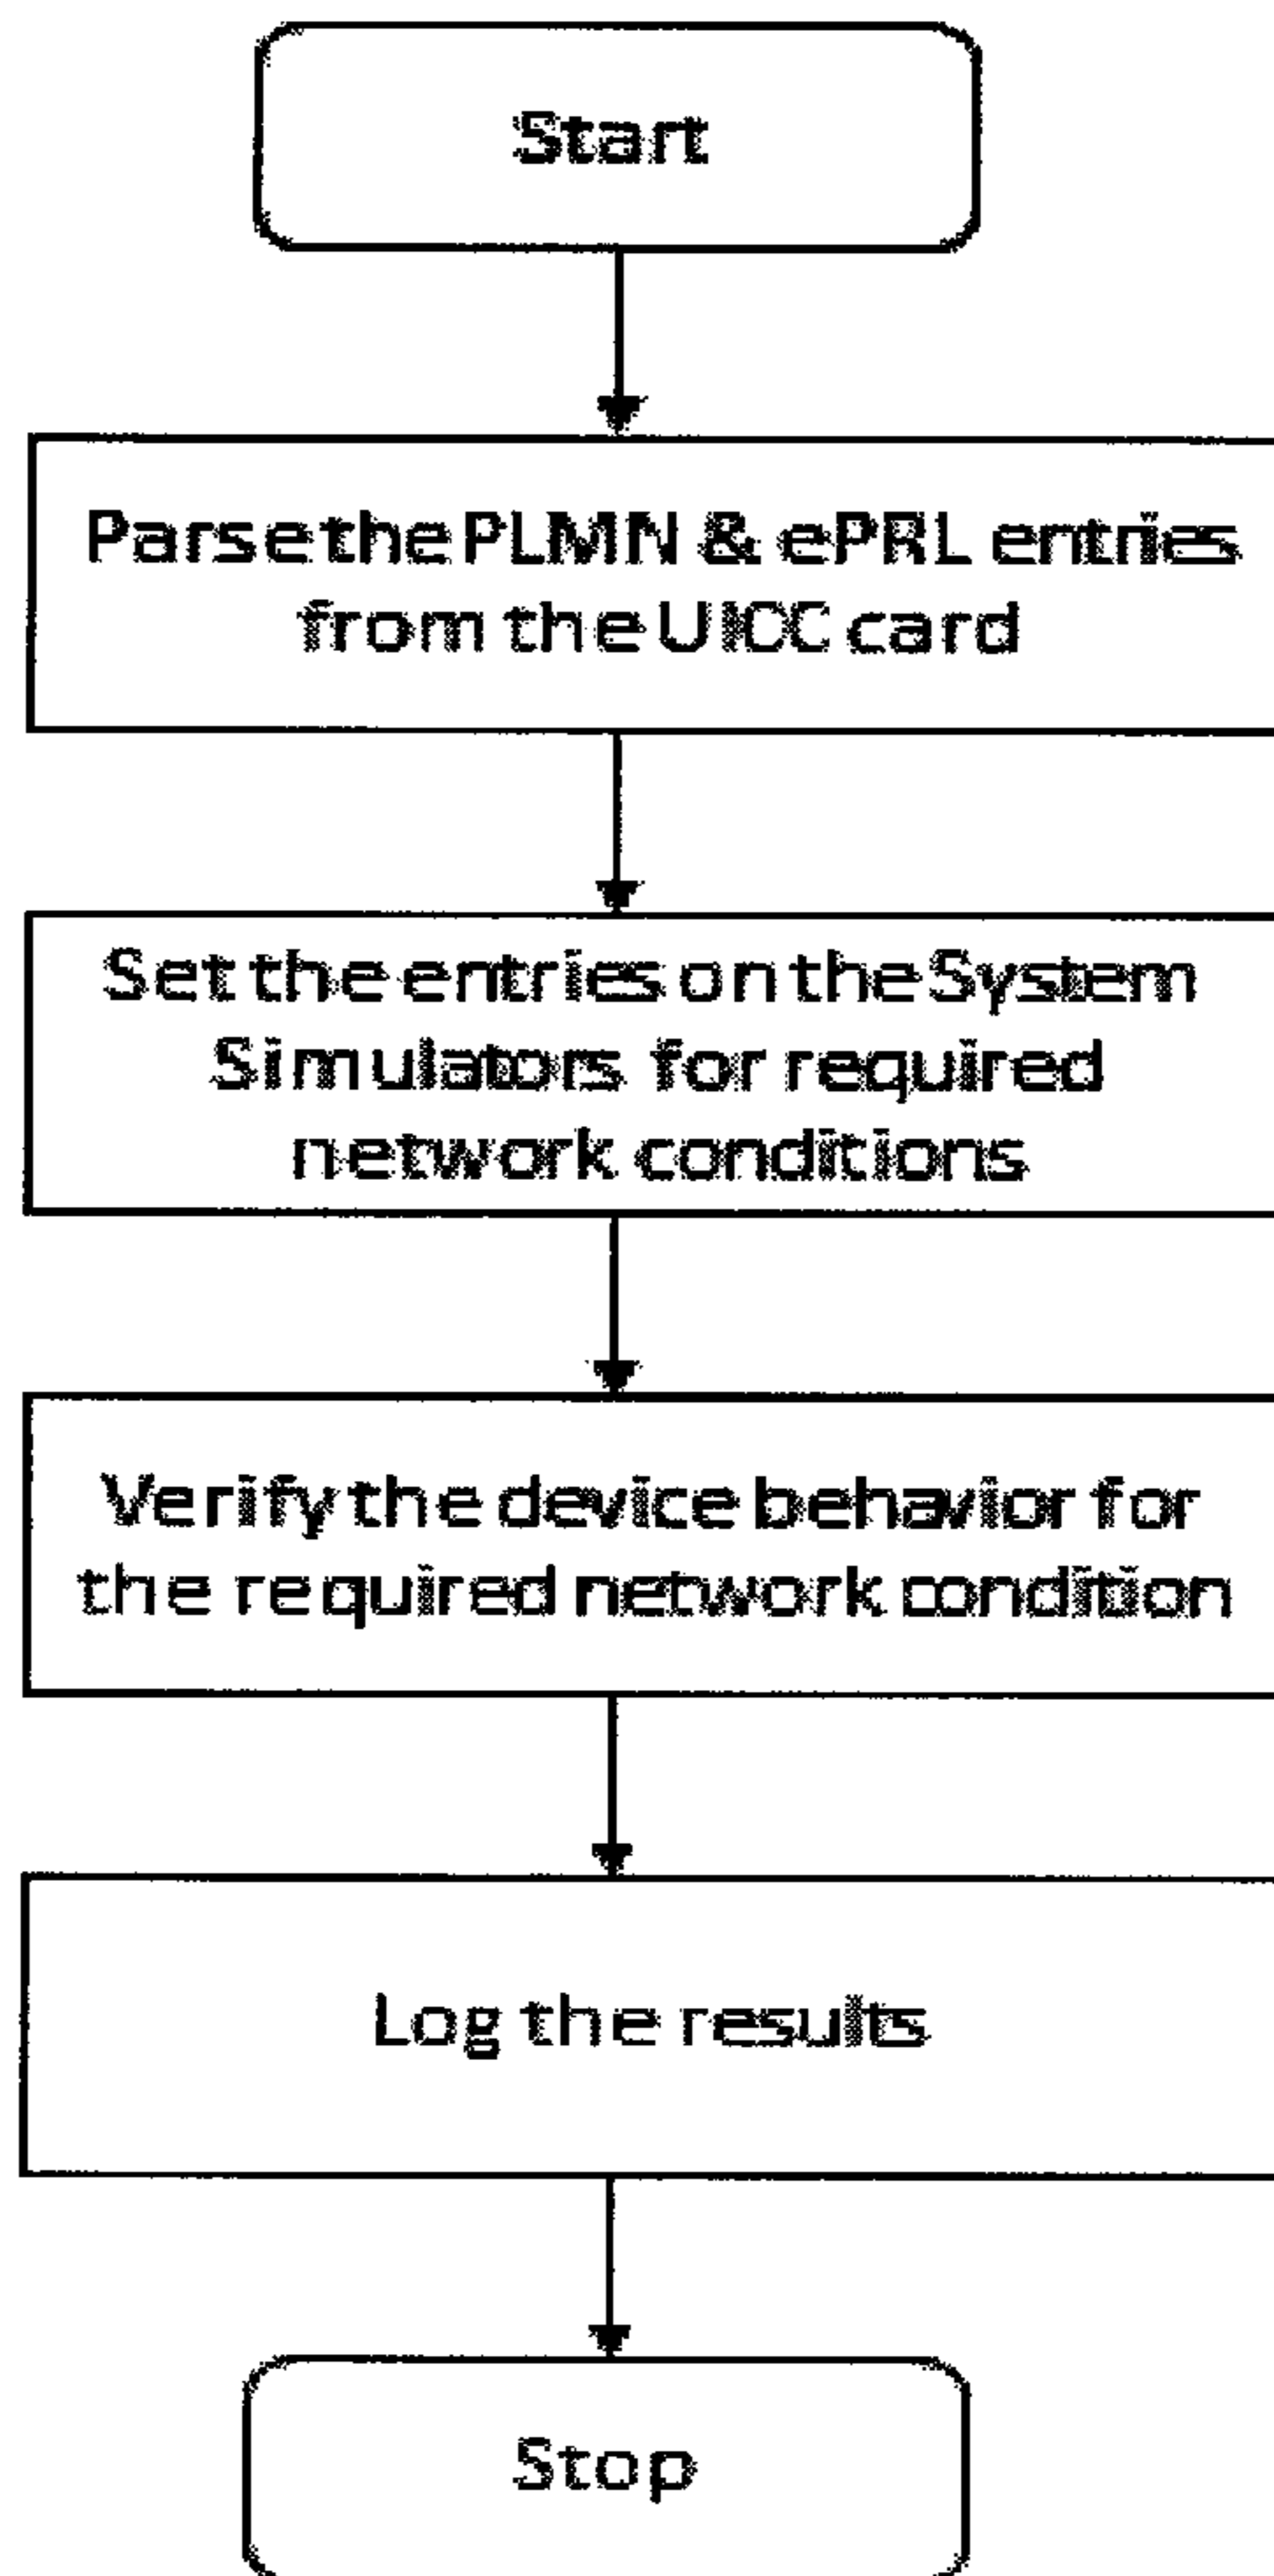 Start
Parse the PLMN & ePRL entries
from the UICC card
Set the entries on the System
Simulators for required
network conditions
Verify the device behavior for
the required network condition
Log the results
Stop